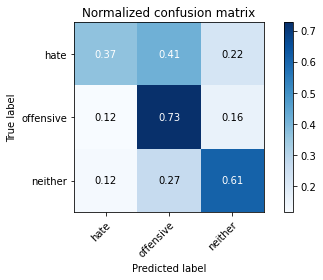 Normalized confusion matrix
hate 0.37 0.41 0.22
offensive 0.12 0.73 0.16
neither 0.12 0.27 0.61
hate offensive neither
True label
Predicted label
0.7
0.6
0.5
0.4
0.3
0.2